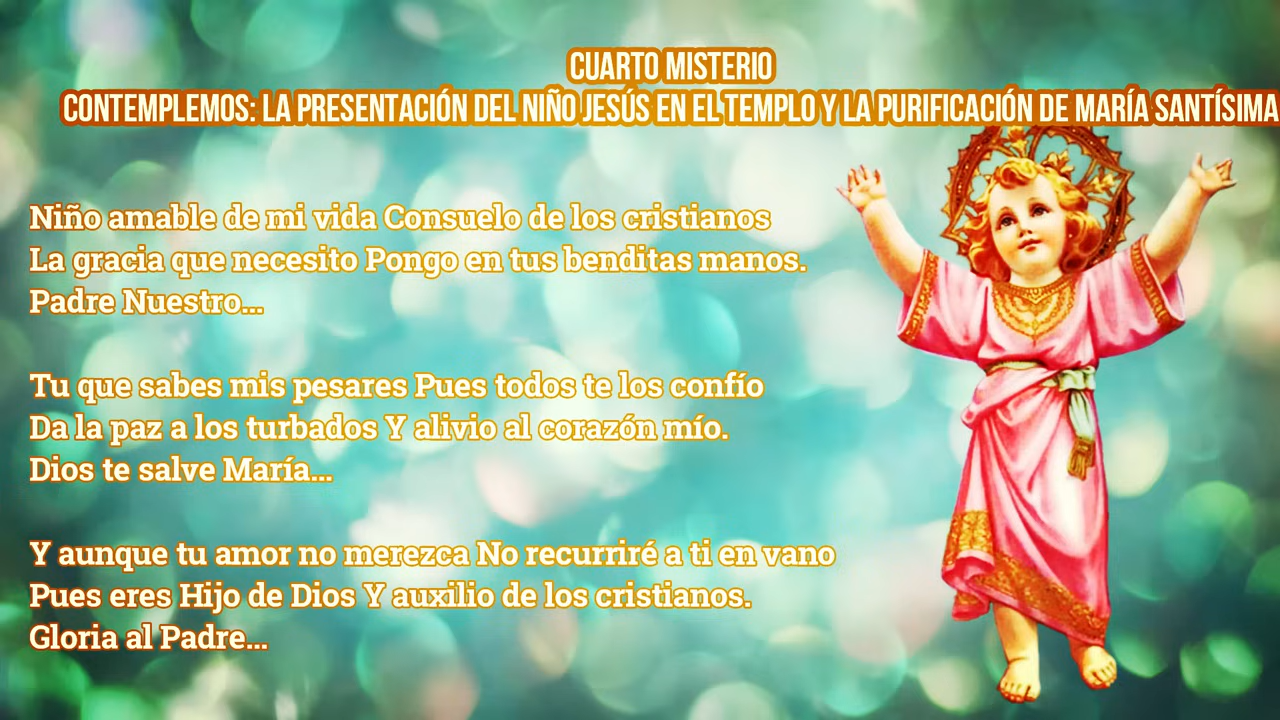 CUARTO MISTERIO
CONTEMPLEMOS: LA PRESENTACIÓN DEL NIÑO JESÚS EN EL TEMPLO Y LA PURIFICACIÓN DE MARÍA SANTÍSIMA
Niño amable de mi vida Consuelo de los cristianos
La gracia que necesito Pongo en tus benditas manos.
Padre Nuestro...
Tu que sabes mis pesares Pues todos te los confío
Da la paz a los turbados Y alivio al corazón mío.
Dios te salve María...
Y aunque tu amor no merezca No recurriré a ti en vano
Pues eres Hijo de Dios Y auxilio de los cristianos.
Gloria al Padre...